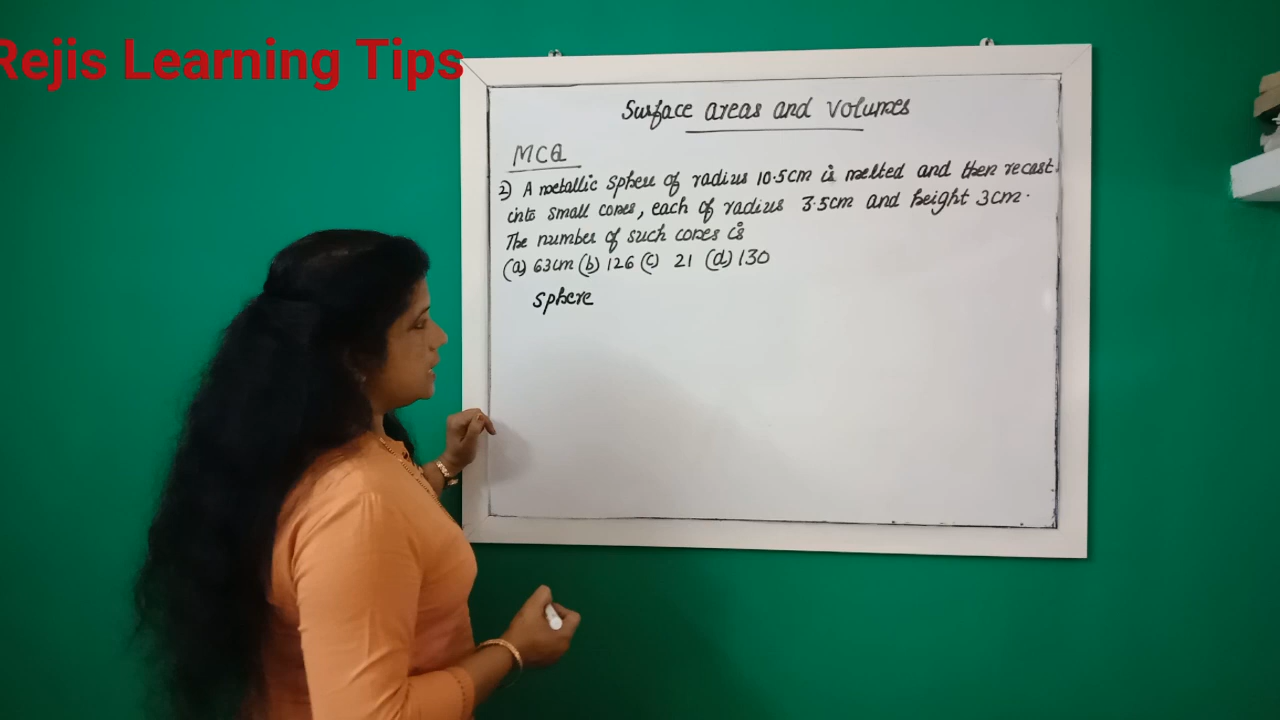 Rejis Learning Tips
Surface areas and volumes
MCQ
2) A metallic sphere of radius 10.5cm is melted and then recast
into small cones, each of radius 3.5cm and height 3cm.
The number of such cones is
(a) 63cm (b) 126 (c) 21 (d) 130
sphere